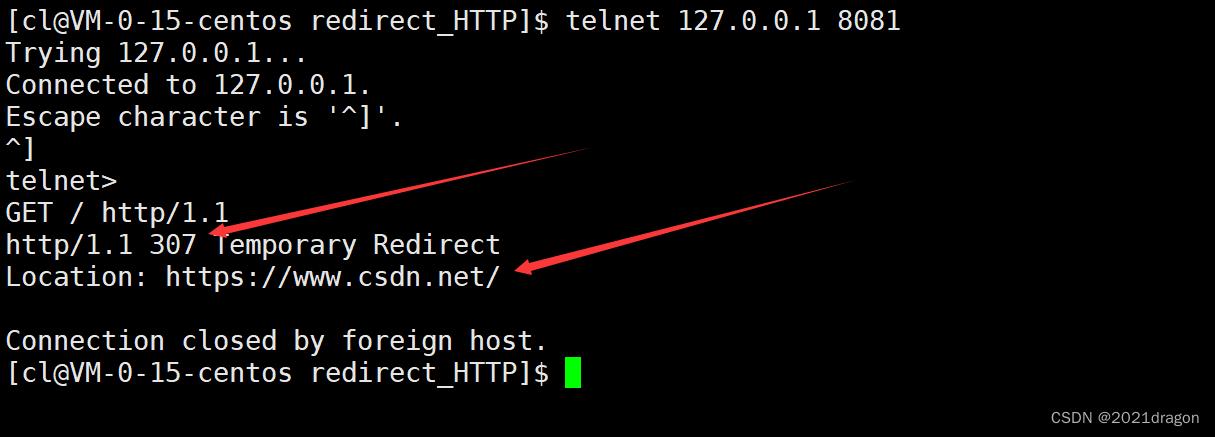 [cl@VM-0-15-centos redirect_HTTP]$ telnet 127.0.0.1 8081
Trying 127.0.0.1...
Connected to 127.0.0.1.
Escape character is '^]'.
^]
telnet>
GET / http/1.1
http/1.1 307 Temporary Redirect
Location: https://www.csdn.net/
Connection closed by foreign host.
[cl@VM-0-15-centos redirect_HTTP]$
CSDN @2021dragon